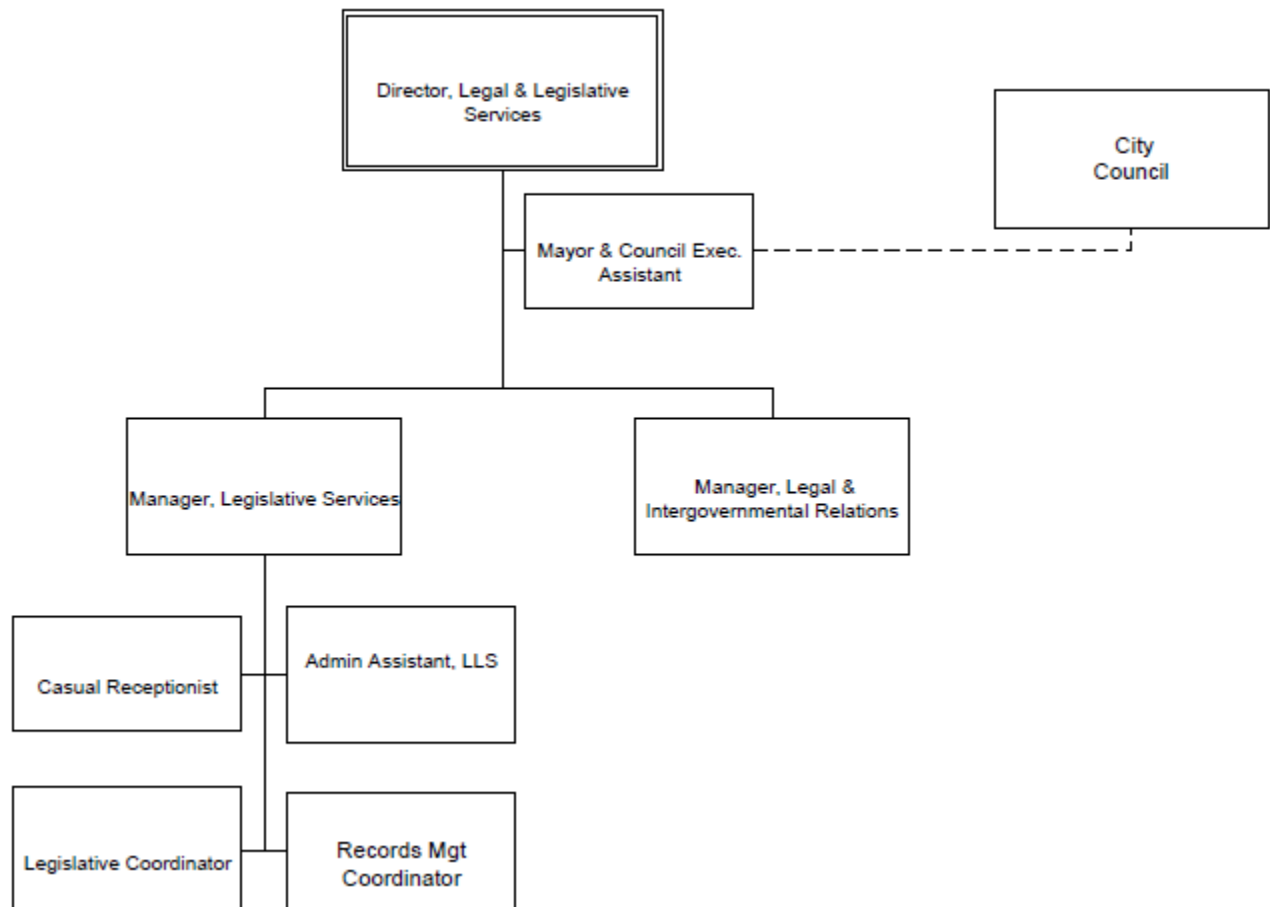 Director, Legal & Legislative
Services
City
Council
Mayor & Council Exec.
Assistant
Manager, Legislative Services
Manager, Legal &
Intergovernmental Relations
Casual Receptionist
Admin Assistant, LLS
Legislative Coordinator
Records Mgt
Coordinator